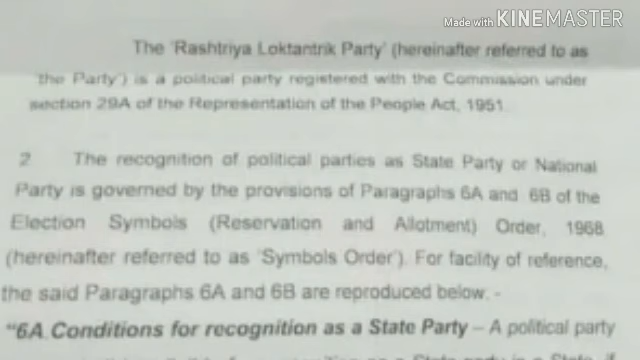 Made with KINEMASTER
The 'Rashtriya Loktantrik Party' (hereinafter referred to as
'the Party') is a political party registered with the Commission under
section 29A of the Representation of the People Act, 1951.
2 The recognition of political parties as State Party or National
Party is governed by the provisions of Paragraphs 6A and 6B of the
Election Symbols (Reservation and Allotment) Order, 1968
(hereinafter referred to as 'Symbols Order'). For facility of reference,
the said Paragraphs 6A and 6B are reproduced below. -
"6A Conditions for recognition as a State Party – A political party